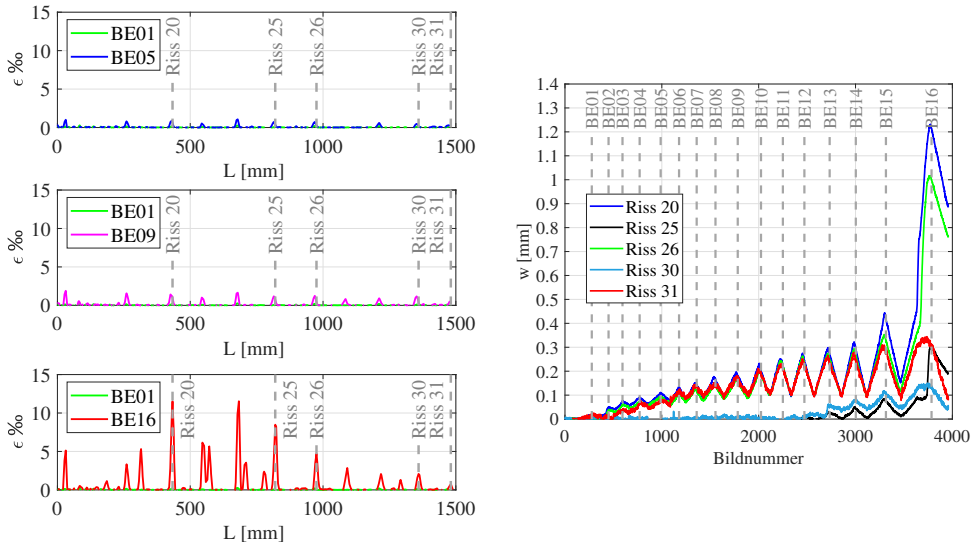 15
10
5
0
ϵ ‰
BE01
BE05
Riss 20
Riss 25
Riss 26
Riss 30
Riss 31
0
500
1000
1500
L [mm]
15
10
5
0
ϵ ‰
BE01
BE09
Riss 20
Riss 25
Riss 26
Riss 30
Riss 31
0
500
1000
1500
L [mm]
15
10
5
0
ϵ ‰
BE01
BE16
Riss 20
Riss 25
Riss 26
Riss 30
Riss 31
0
500
1000
1500
L [mm]
1.4
1.3
1.2
1.1
1
0.9
0.8
0.7
0.6
0.5
0.4
0.3
0.2
0.1
0
w [mm]
BE01
BE02
BE03
BE04
BE05
BE06
BE07
BE08
BE09
BE10
BE11
BE12
BE13
BE14
BE15
BE16
Riss 20
Riss 25
Riss 26
Riss 30
Riss 31
0
1000
2000
3000
4000
Bildnummer